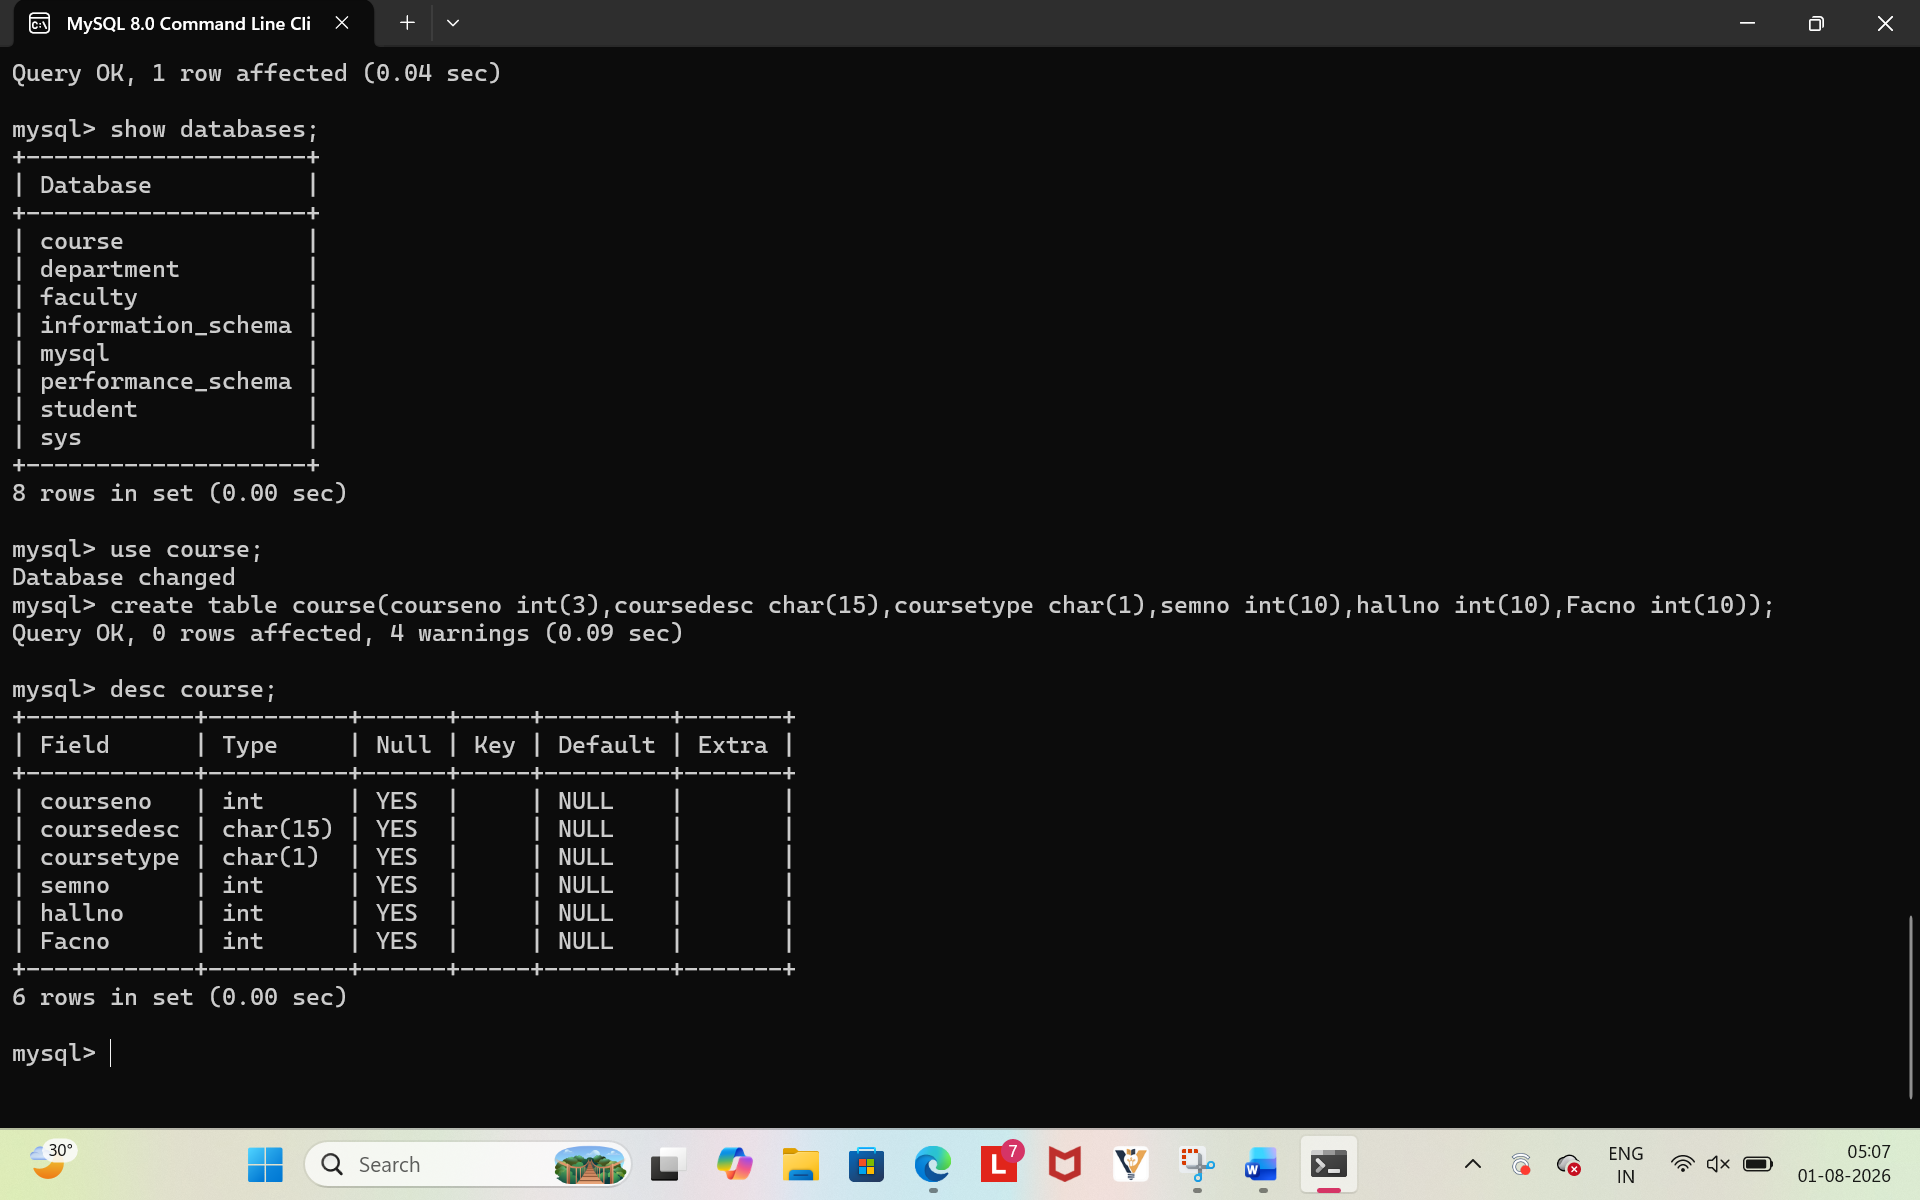 MySQL 8.0 Command Line Cli
Query OK, 1 row affected (0.04 sec)
mysql> show databases;
+--------------------+
| Database           |
+--------------------+
| course             |
| department         |
| faculty            |
| information_schema |
| mysql              |
| performance_schema |
| student            |
| sys                |
+--------------------+
8 rows in set (0.00 sec)
mysql> use course;
Database changed
mysql> create table course(courseno int(3),coursedesc char(15),coursetype char(1),semno int(10),hallno int(10),Facno int(10));
Query OK, 0 rows affected, 4 warnings (0.09 sec)
mysql> desc course;
+------------+----------+------+-----+---------+-------+
| Field      | Type     | Null | Key | Default | Extra |
+------------+----------+------+-----+---------+-------+
| courseno   | int      | YES  |     | NULL    |       |
| coursedesc | char(15) | YES  |     | NULL    |       |
| coursetype | char(1)  | YES  |     | NULL    |       |
| semno      | int      | YES  |     | NULL    |       |
| hallno     | int      | YES  |     | NULL    |       |
| Facno      | int      | YES  |     | NULL    |       |
+------------+----------+------+-----+---------+-------+
6 rows in set (0.00 sec)
mysql>
30°
Search
L 7
W
ENG
IN
05:07
01-08-2026